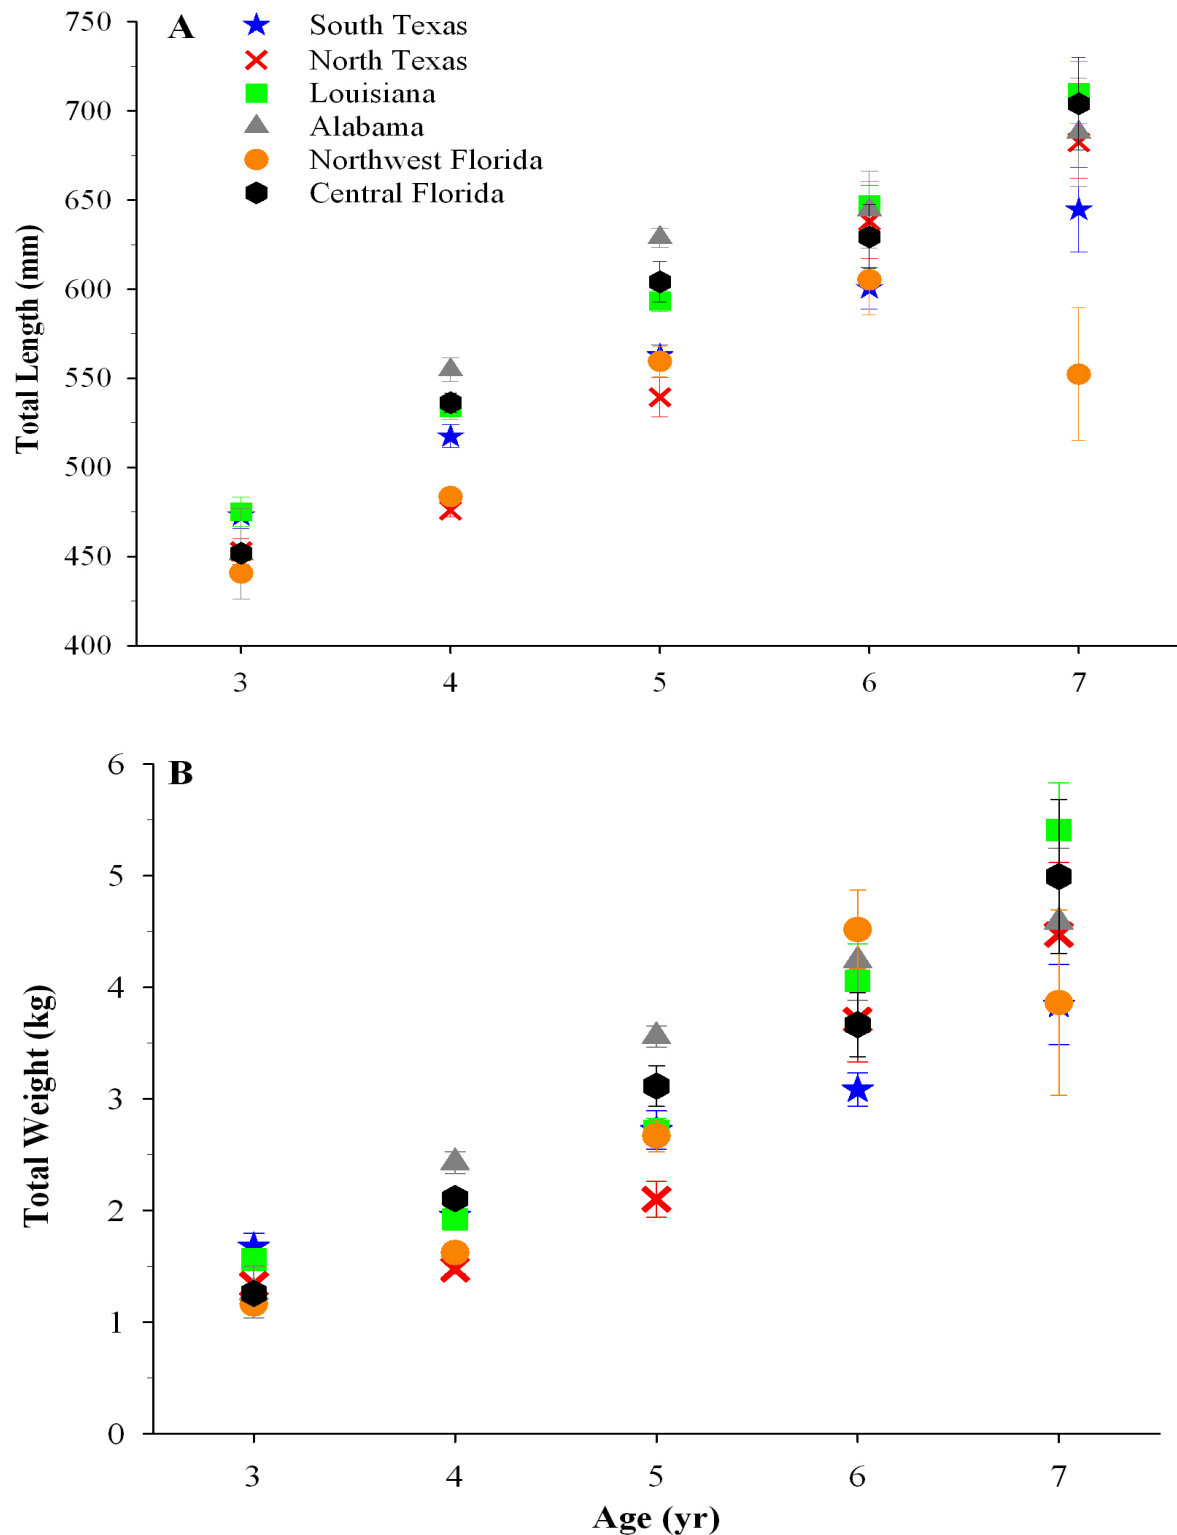 A
South Texas
North Texas
Louisiana
Alabama
Northwest Florida
Central Florida
Total Length (mm)
750
700
650
600
550
500
450
400
3 4 5 6 7
B
Total Weight (kg)
6
5
4
3
2
1
0
3 4 5 6 7
Age (yr)